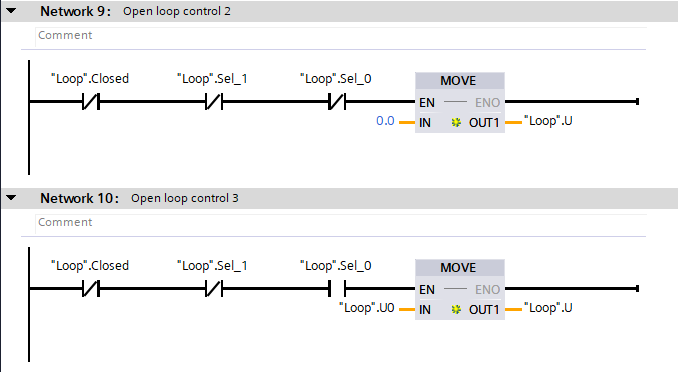 Network 9: Open loop control 2
Comment
"Loop".Closed "Loop".Sel_1 "Loop".Sel_0
MOVE
EN ENO
0.0 IN OUT1 "Loop".U
Network 10: Open loop control 3
Comment
"Loop".Closed "Loop".Sel_1 "Loop".Sel_0
MOVE
EN ENO
"Loop".U0 IN OUT1 "Loop".U